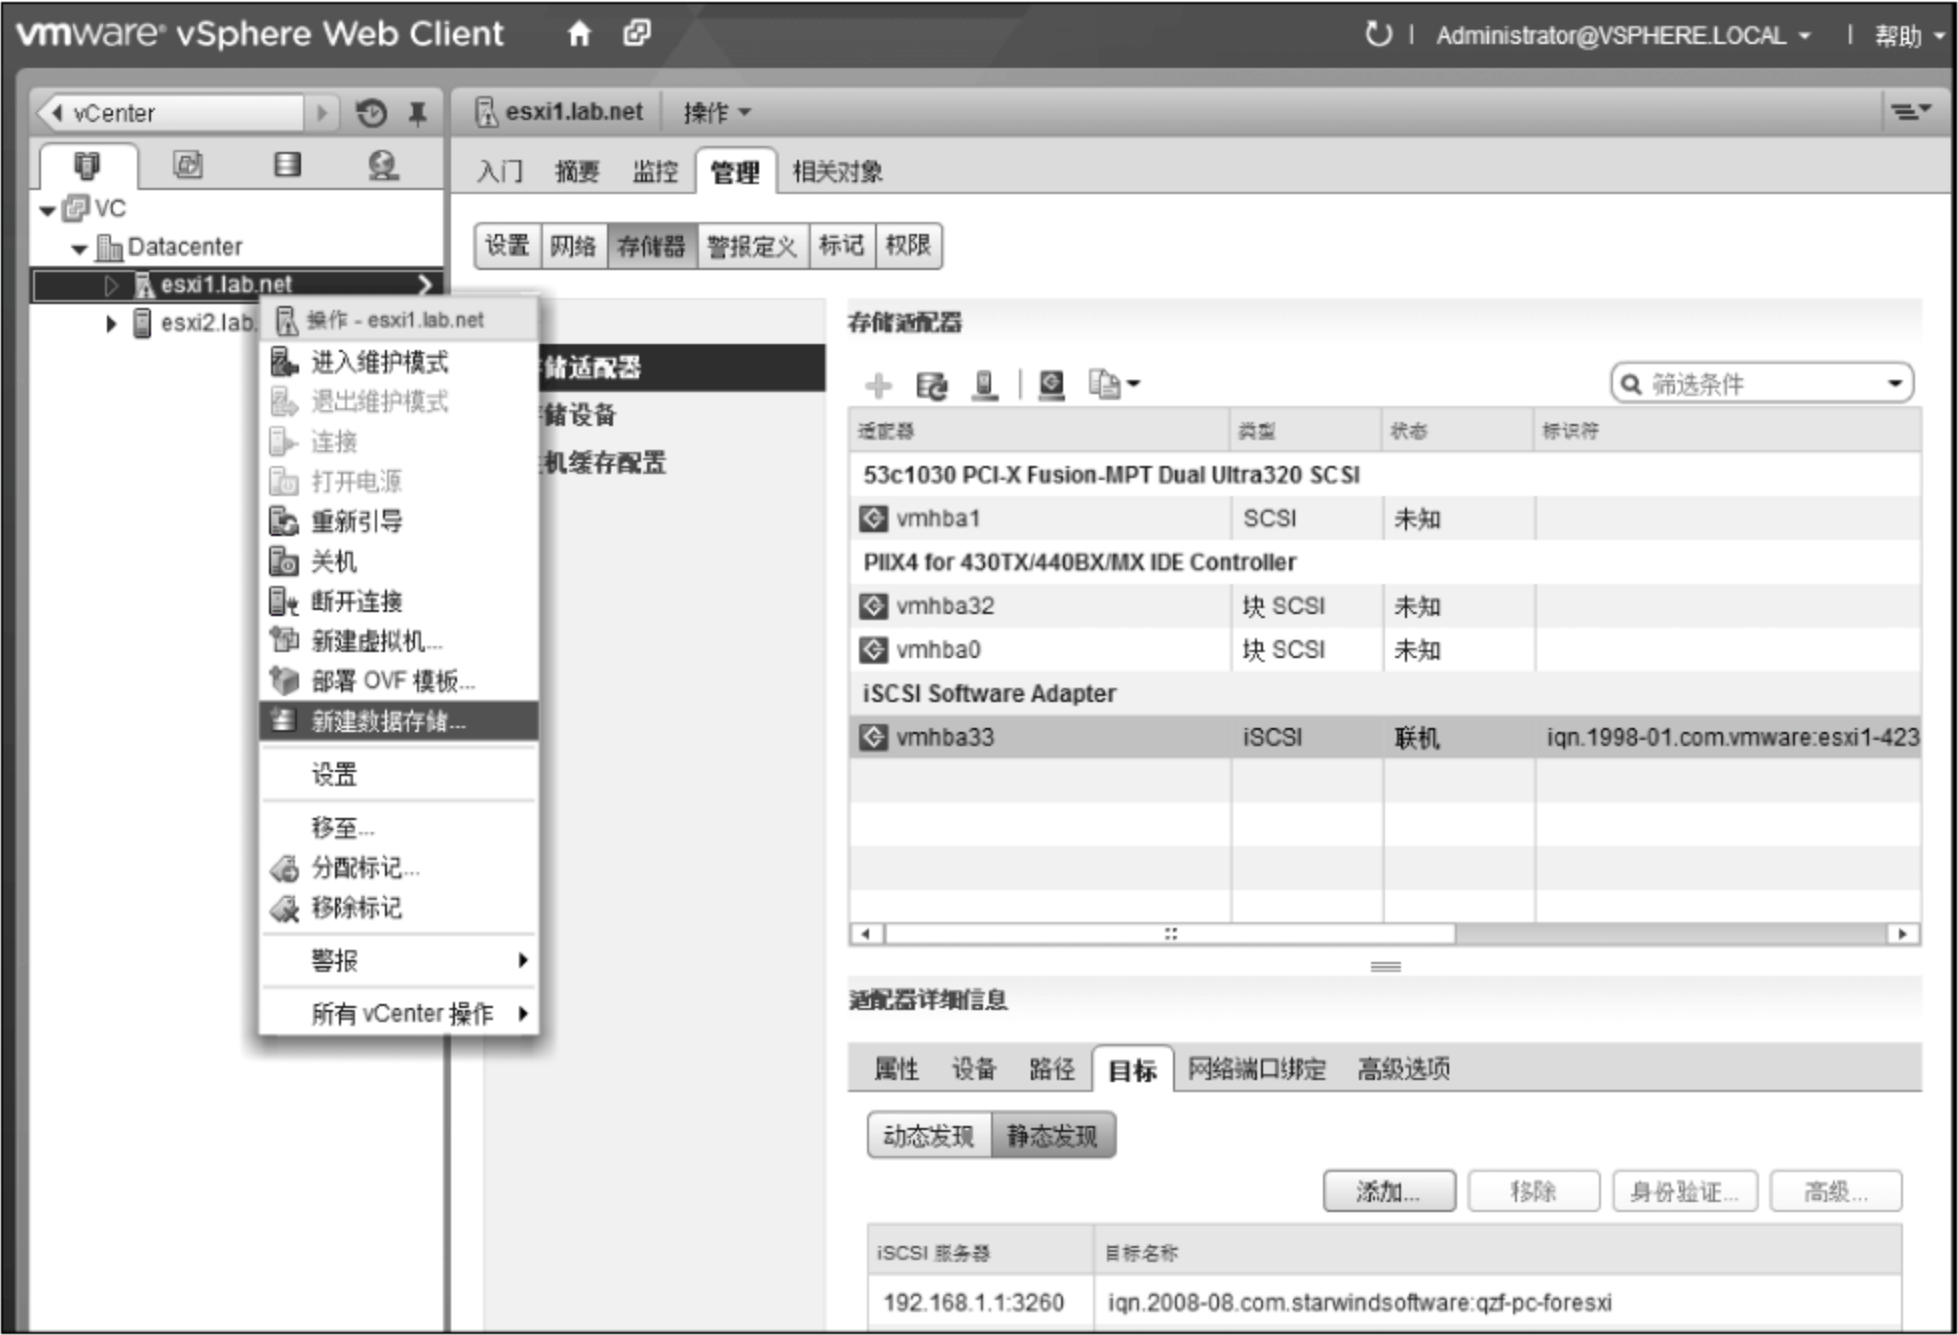 vmware® vSphere Web Client
Administrator@VSPHERE.LOCAL
帮助
vCenter
esxi1.lab.net
操作
入门 摘要 监控 管理 相关对象
VC
Datacenter
esxi1.lab.net
esxi2.lab.
设置 网络 存储器 警报定义 标记 权限
操作 - esxi1.lab.net
进入维护模式
退出维护模式
连接
打开电源
重新引导
关机
断开连接
新建虚拟机...
部署 OVF 模板...
新建数据存储...
设置
移至...
分配标记...
移除标记
警报
所有 vCenter 操作
储适配器
储设备
机缓存配置
存储适配器
筛选条件
适配器 类型 状态 标识符
53c1030 PCI-X Fusion-MPT Dual Ultra320 SCSI
vmhba1 SCSI 未知
PIIX4 for 430TX/440BX/MX IDE Controller
vmhba32 块 SCSI 未知
vmhba0 块 SCSI 未知
iSCSI Software Adapter
vmhba33 iSCSI 联机 iqn.1998-01.com.vmware:esxi1-423
适配器详细信息
属性 设备 路径 目标 网络端口绑定 高级选项
动态发现 静态发现
添加... 移除 身份验证... 高级...
iSCSI 服务器 目标名称
192.168.1.1:3260 iqn.2008-08.com.starwindsoftware:qzf-pc-foresxi